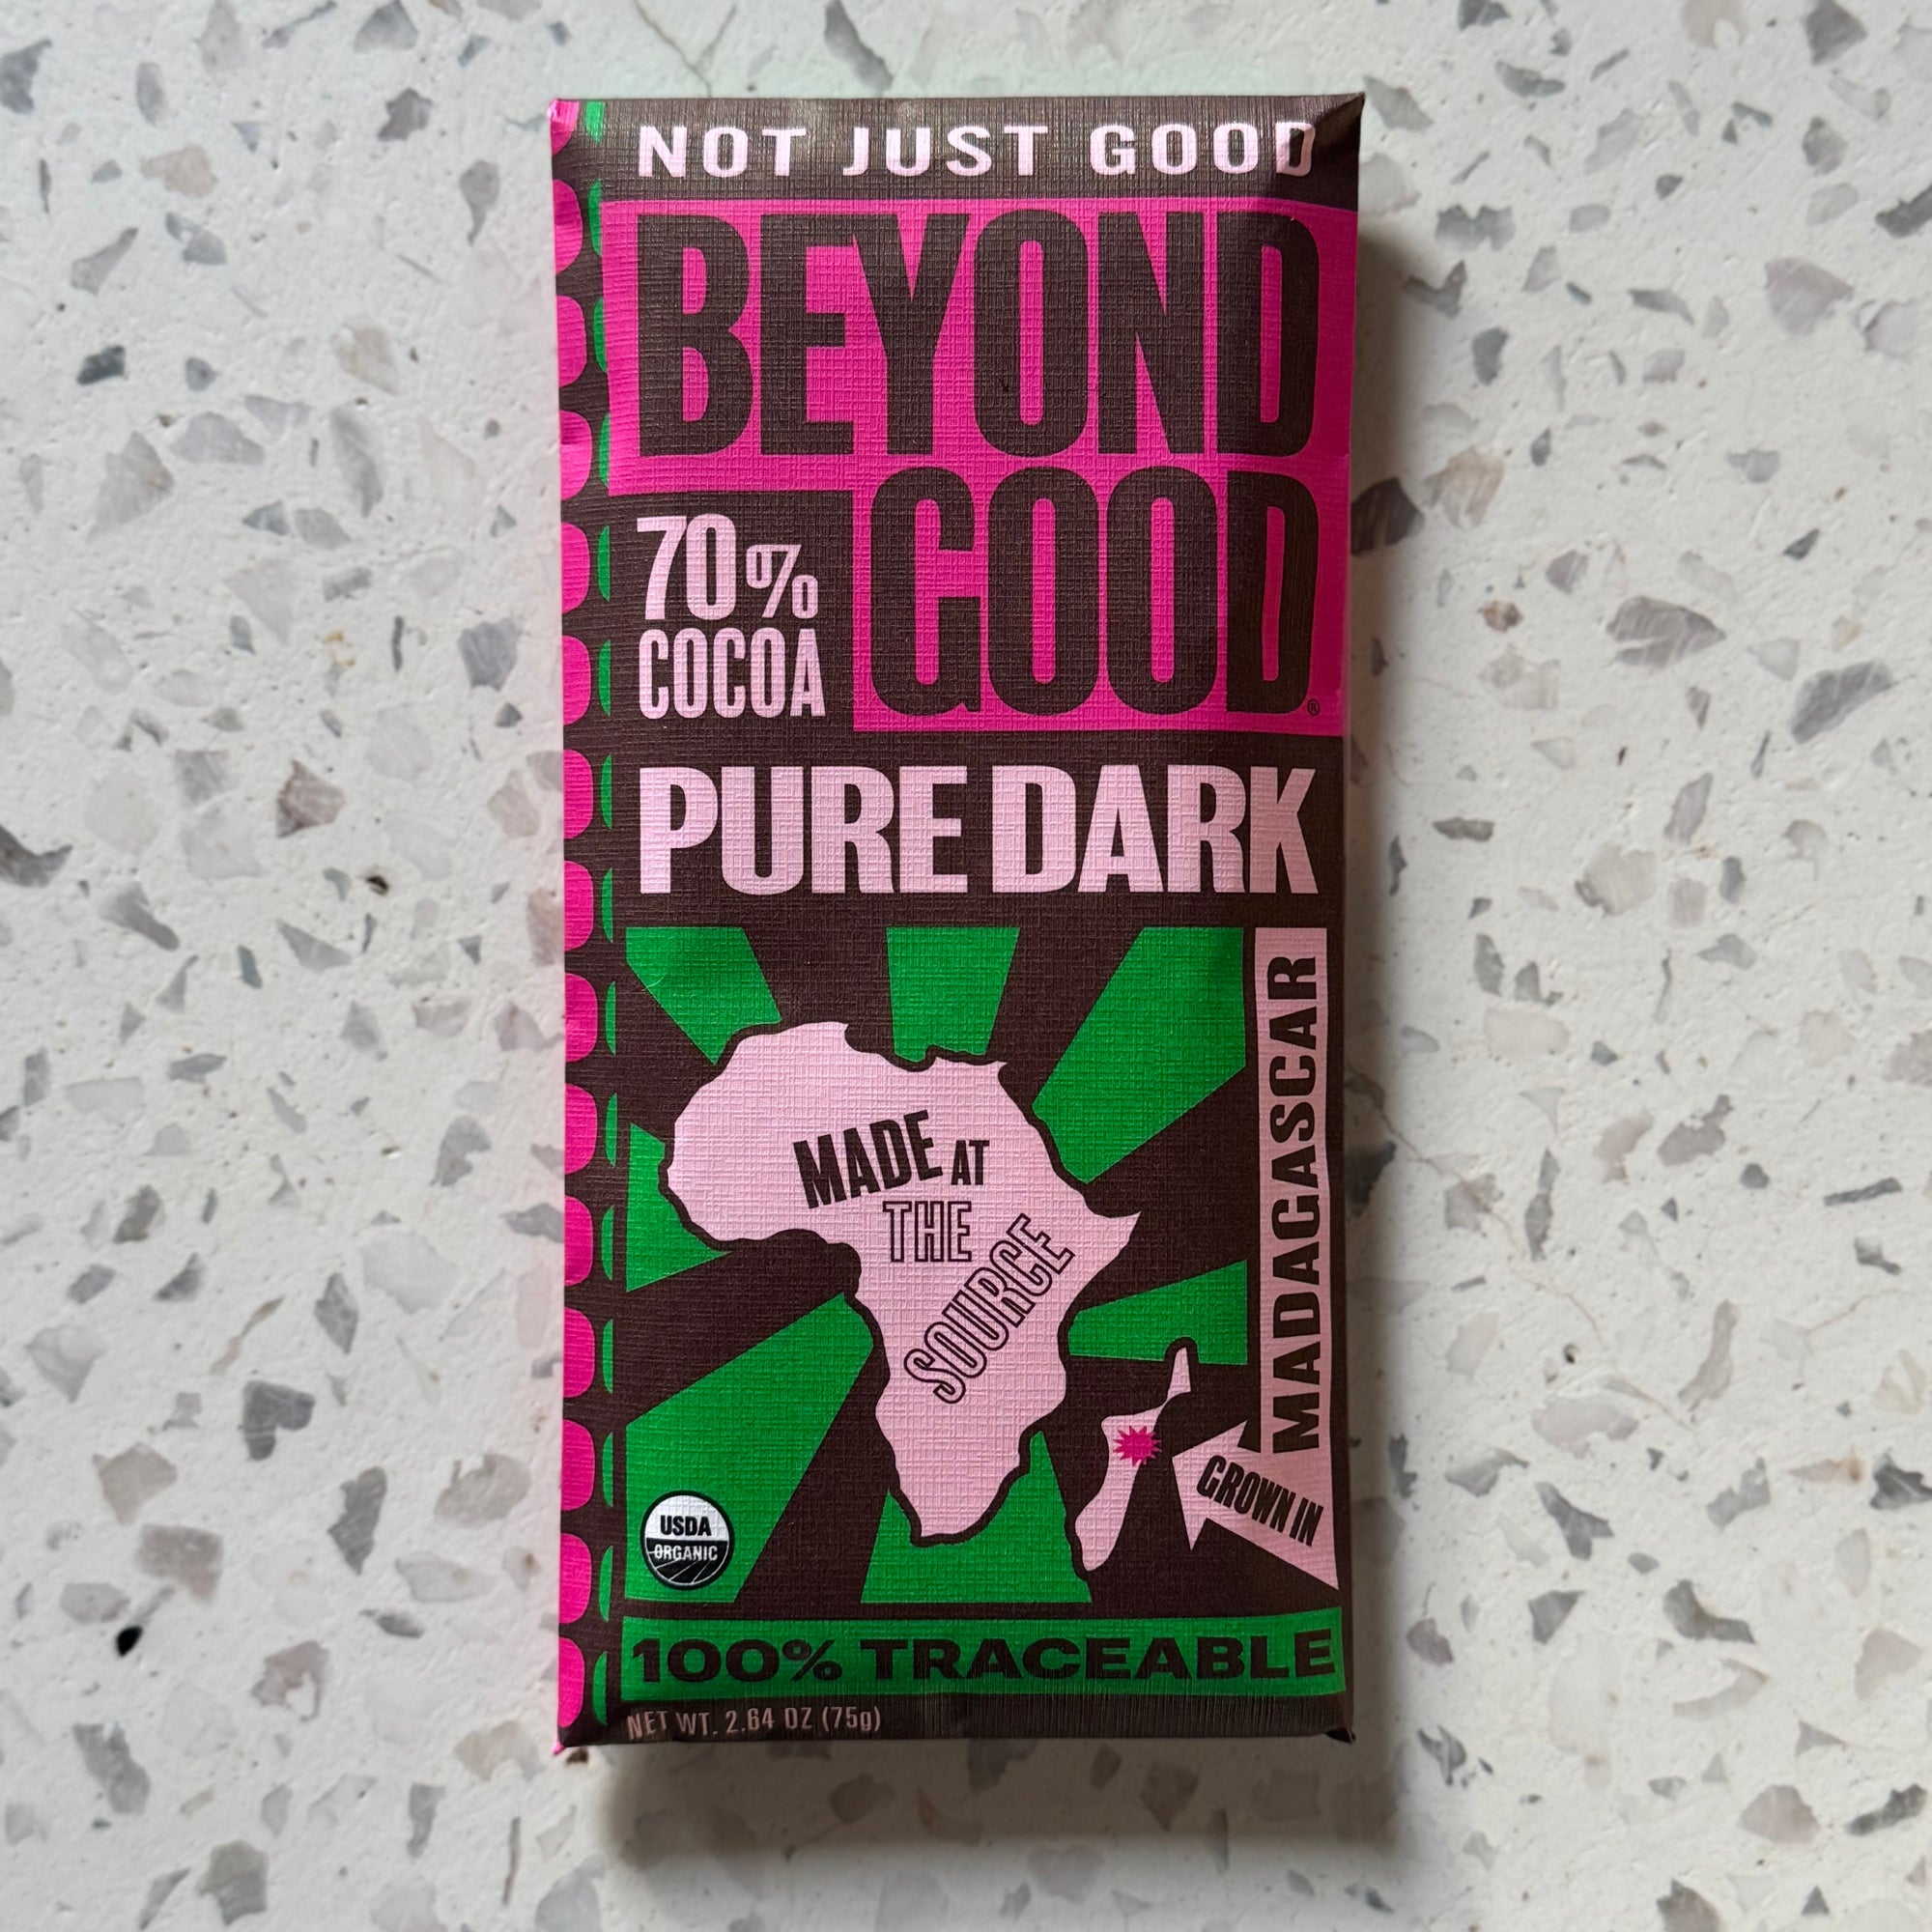 NOT JUST GOOD
BEYOND
GOOD®
70%
COCOA
PURE DARK
MADE AT
THE
SOURCE
GROWN IN
MADAGASCAR
USDA
ORGANIC
100% TRACEABLE
NET WT. 2.64 OZ (75g)